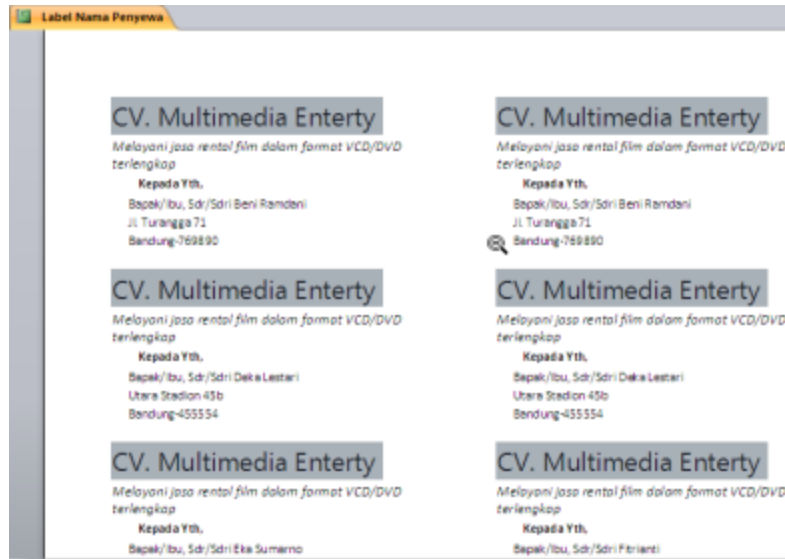 Label Nama Penyewa
CV. Multimedia Enterty
Melayani jasa rental film dalam format VCD/DVD
terlengkap
Kepada Yth,
Bapak/Ibu, Sdr/Sdri Beni Ramdani
Jl. Turangga 71
Bandung-769890
CV. Multimedia Enterty
Melayani jasa rental film dalam format VCD/DVD
terlengkap
Kepada Yth,
Bapak/Ibu, Sdr/Sdri Beni Ramdani
Jl. Turangga 71
Bandung-769890
CV. Multimedia Enterty
Melayani jasa rental film dalam format VCD/DVD
terlengkap
Kepada Yth,
Bapak/Ibu, Sdr/Sdri Deka Lestari
Utara Stadion 45b
Bandung-455554
CV. Multimedia Enterty
Melayani jasa rental film dalam format VCD/DVD
terlengkap
Kepada Yth,
Bapak/Ibu, Sdr/Sdri Deka Lestari
Utara Stadion 45b
Bandung-455554
CV. Multimedia Enterty
Melayani jasa rental film dalam format VCD/DVD
terlengkap
Kepada Yth,
Bapak/Ibu, Sdr/Sdri Eka Sumarno
CV. Multimedia Enterty
Melayani jasa rental film dalam format VCD/DVD
terlengkap
Kepada Yth,
Bapak/Ibu, Sdr/Sdri Fitrianti